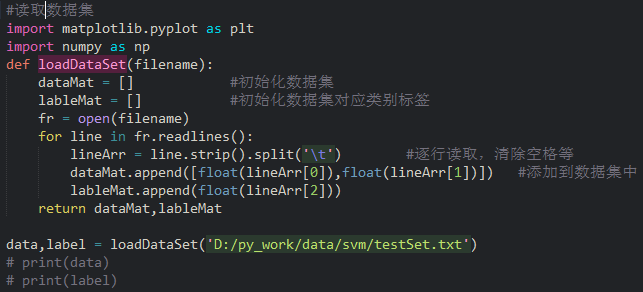 #读取数据集
import matplotlib.pyplot as plt
import numpy as np
def loadDataSet(filename):
    dataMat = []            #初始化数据集
    lableMat = []           #初始化数据集对应类别标签
    fr = open(filename)
    for line in fr.readlines():
        lineArr = line.strip().split('\t')        #逐行读取，清除空格等
        dataMat.append([float(lineArr[0]),float(lineArr[1])])   #添加到数据集中
        lableMat.append(float(lineArr[2]))
    return dataMat,lableMat
data,label = loadDataSet('D:/py_work/data/svm/testSet.txt')
# print(data)
# print(label)